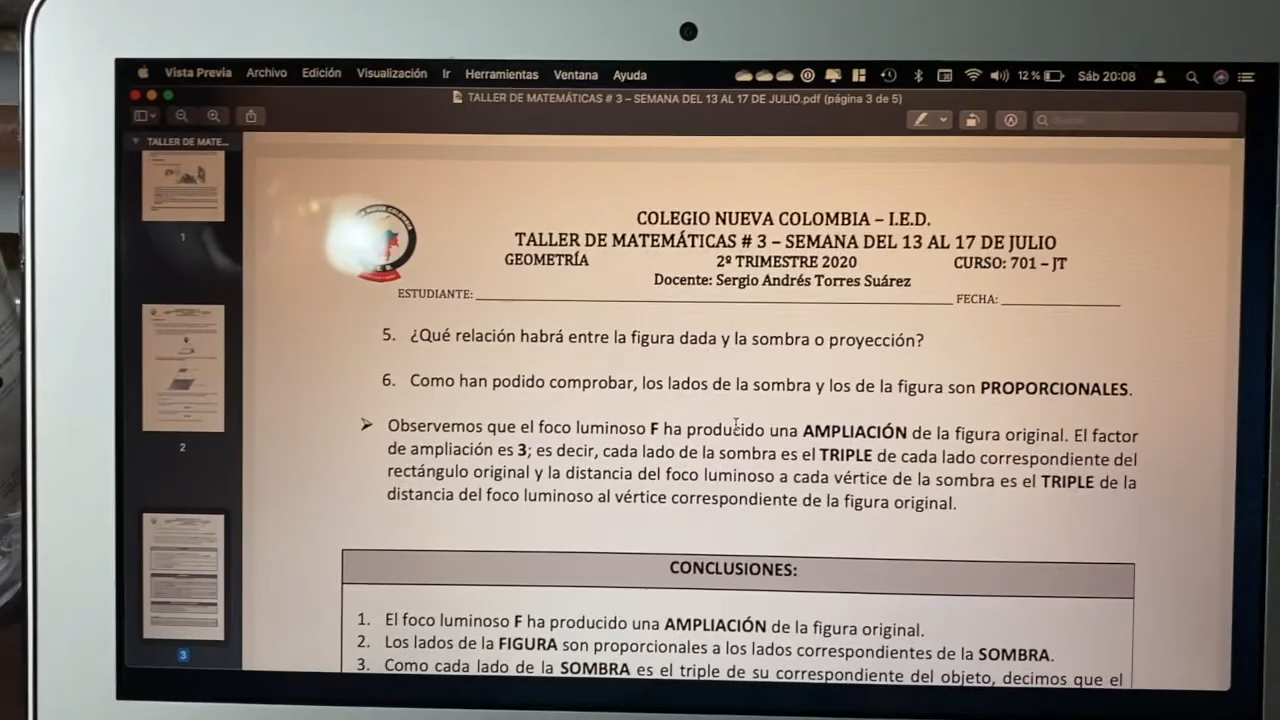 Vista Previa Archivo Edición Visualización Ir Herramientas Ventana Ayuda 12 % Sáb 20:08
TALLER DE MATEMÁTICAS # 3 – SEMANA DEL 13 AL 17 DE JULIO.pdf (página 3 de 5)
TALLER DE MATE...
1
2
3
COLEGIO NUEVA COLOMBIA – I.E.D.
TALLER DE MATEMÁTICAS # 3 – SEMANA DEL 13 AL 17 DE JULIO
GEOMETRÍA 2º TRIMESTRE 2020 CURSO: 701 – JT
Docente: Sergio Andrés Torres Suárez
ESTUDIANTE: FECHA:
5. ¿Qué relación habrá entre la figura dada y la sombra o proyección?
6. Como han podido comprobar, los lados de la sombra y los de la figura son PROPORCIONALES.
Observemos que el foco luminoso F ha producido una AMPLIACIÓN de la figura original. El factor
de ampliación es 3; es decir, cada lado de la sombra es el TRIPLE de cada lado correspondiente del
rectángulo original y la distancia del foco luminoso a cada vértice de la sombra es el TRIPLE de la
distancia del foco luminoso al vértice correspondiente de la figura original.
CONCLUSIONES:
1. El foco luminoso F ha producido una AMPLIACIÓN de la figura original.
2. Los lados de la FIGURA son proporcionales a los lados correspondientes de la SOMBRA.
3. Como cada lado de la SOMBRA es el triple de su correspondiente del objeto, decimos que el